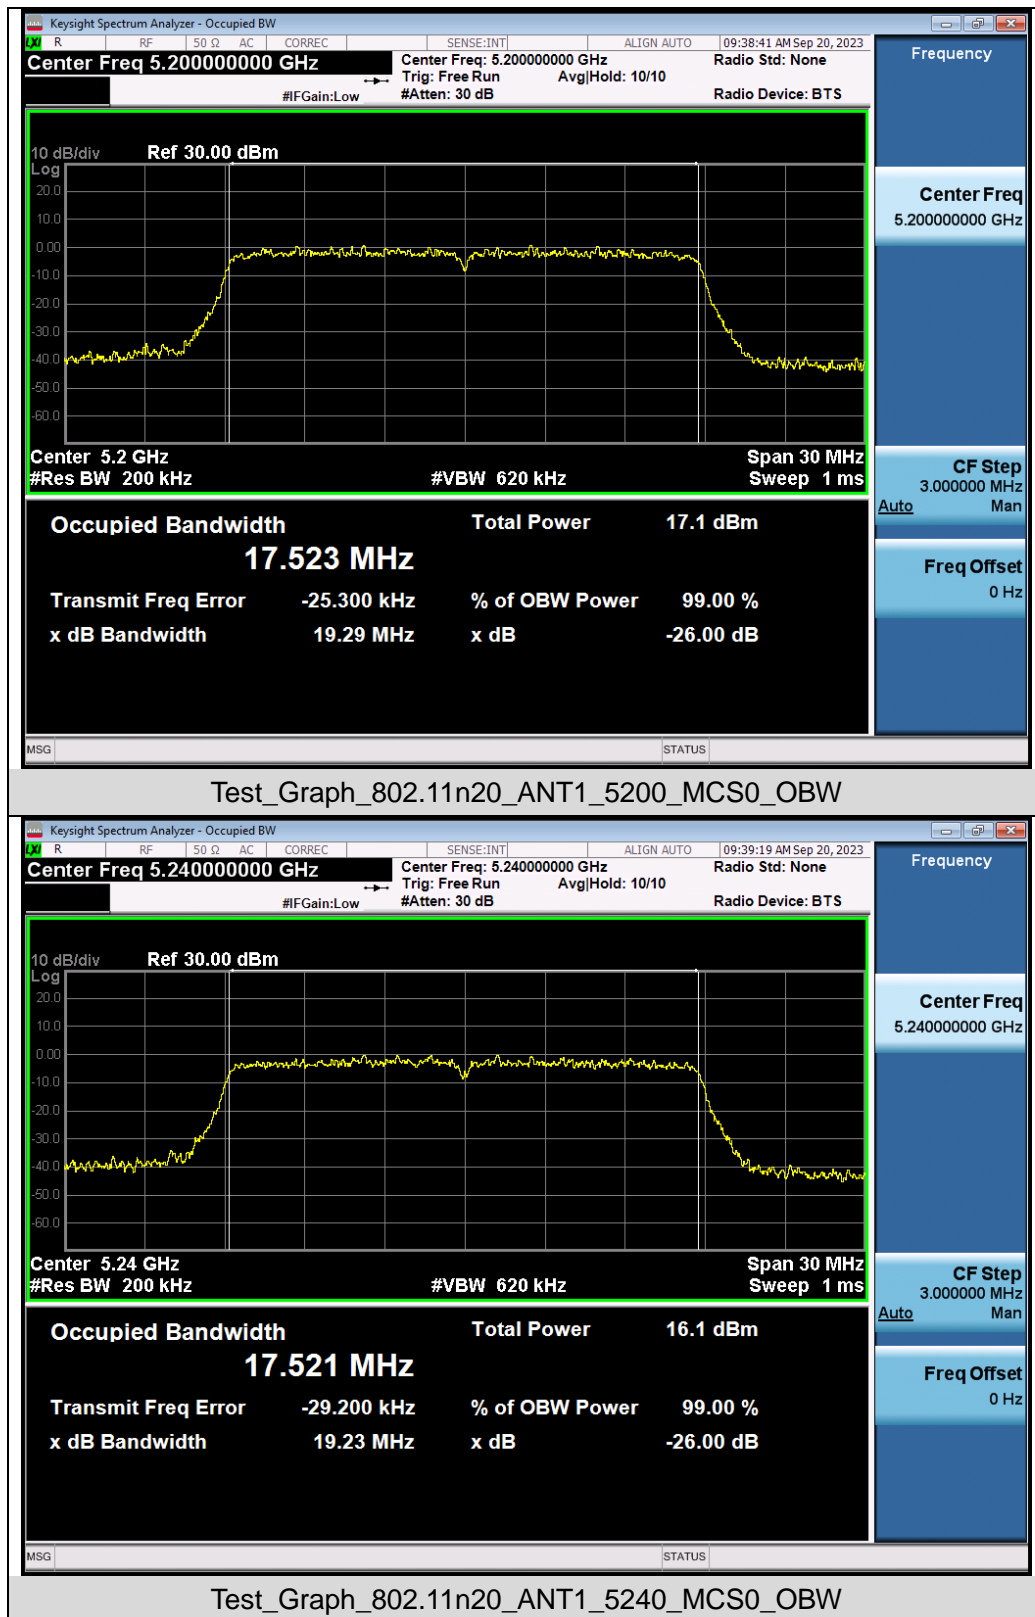 Keysight Spectrum Analyzer - Occupied BW
LXI R RF 50 Ω AC CORREC SENSE:INT ALIGN AUTO 09:38:41 AM Sep 20, 2023
Center Freq 5.200000000 GHz
Center Freq: 5.200000000 GHz Radio Std: None
Trig: Free Run Avg|Hold: 10/10
#IFGain:Low #Atten: 30 dB Radio Device: BTS
Frequency
10 dB/div Ref 30.00 dBm
Log
20.0
10.0
0.00
-10.0
-20.0
-30.0
-40.0
-50.0
-60.0
Center 5.2 GHz Span 30 MHz
#Res BW 200 kHz #VBW 620 kHz Sweep 1 ms
Center Freq
5.200000000 GHz
CF Step
3.000000 MHz
Auto Man
Freq Offset
0 Hz
Occupied Bandwidth Total Power 17.1 dBm
17.523 MHz
Transmit Freq Error -25.300 kHz % of OBW Power 99.00 %
x dB Bandwidth 19.29 MHz x dB -26.00 dB
MSG STATUS
Test_Graph_802.11n20_ANT1_5200_MCS0_OBW
Keysight Spectrum Analyzer - Occupied BW
LXI R RF 50 Ω AC CORREC SENSE:INT ALIGN AUTO 09:39:19 AM Sep 20, 2023
Center Freq 5.240000000 GHz
Center Freq: 5.240000000 GHz Radio Std: None
Trig: Free Run Avg|Hold: 10/10
#IFGain:Low #Atten: 30 dB Radio Device: BTS
Frequency
10 dB/div Ref 30.00 dBm
Log
20.0
10.0
0.00
-10.0
-20.0
-30.0
-40.0
-50.0
-60.0
Center 5.24 GHz Span 30 MHz
#Res BW 200 kHz #VBW 620 kHz Sweep 1 ms
Center Freq
5.240000000 GHz
CF Step
3.000000 MHz
Auto Man
Freq Offset
0 Hz
Occupied Bandwidth Total Power 16.1 dBm
17.521 MHz
Transmit Freq Error -29.200 kHz % of OBW Power 99.00 %
x dB Bandwidth 19.23 MHz x dB -26.00 dB
MSG STATUS
Test_Graph_802.11n20_ANT1_5240_MCS0_OBW